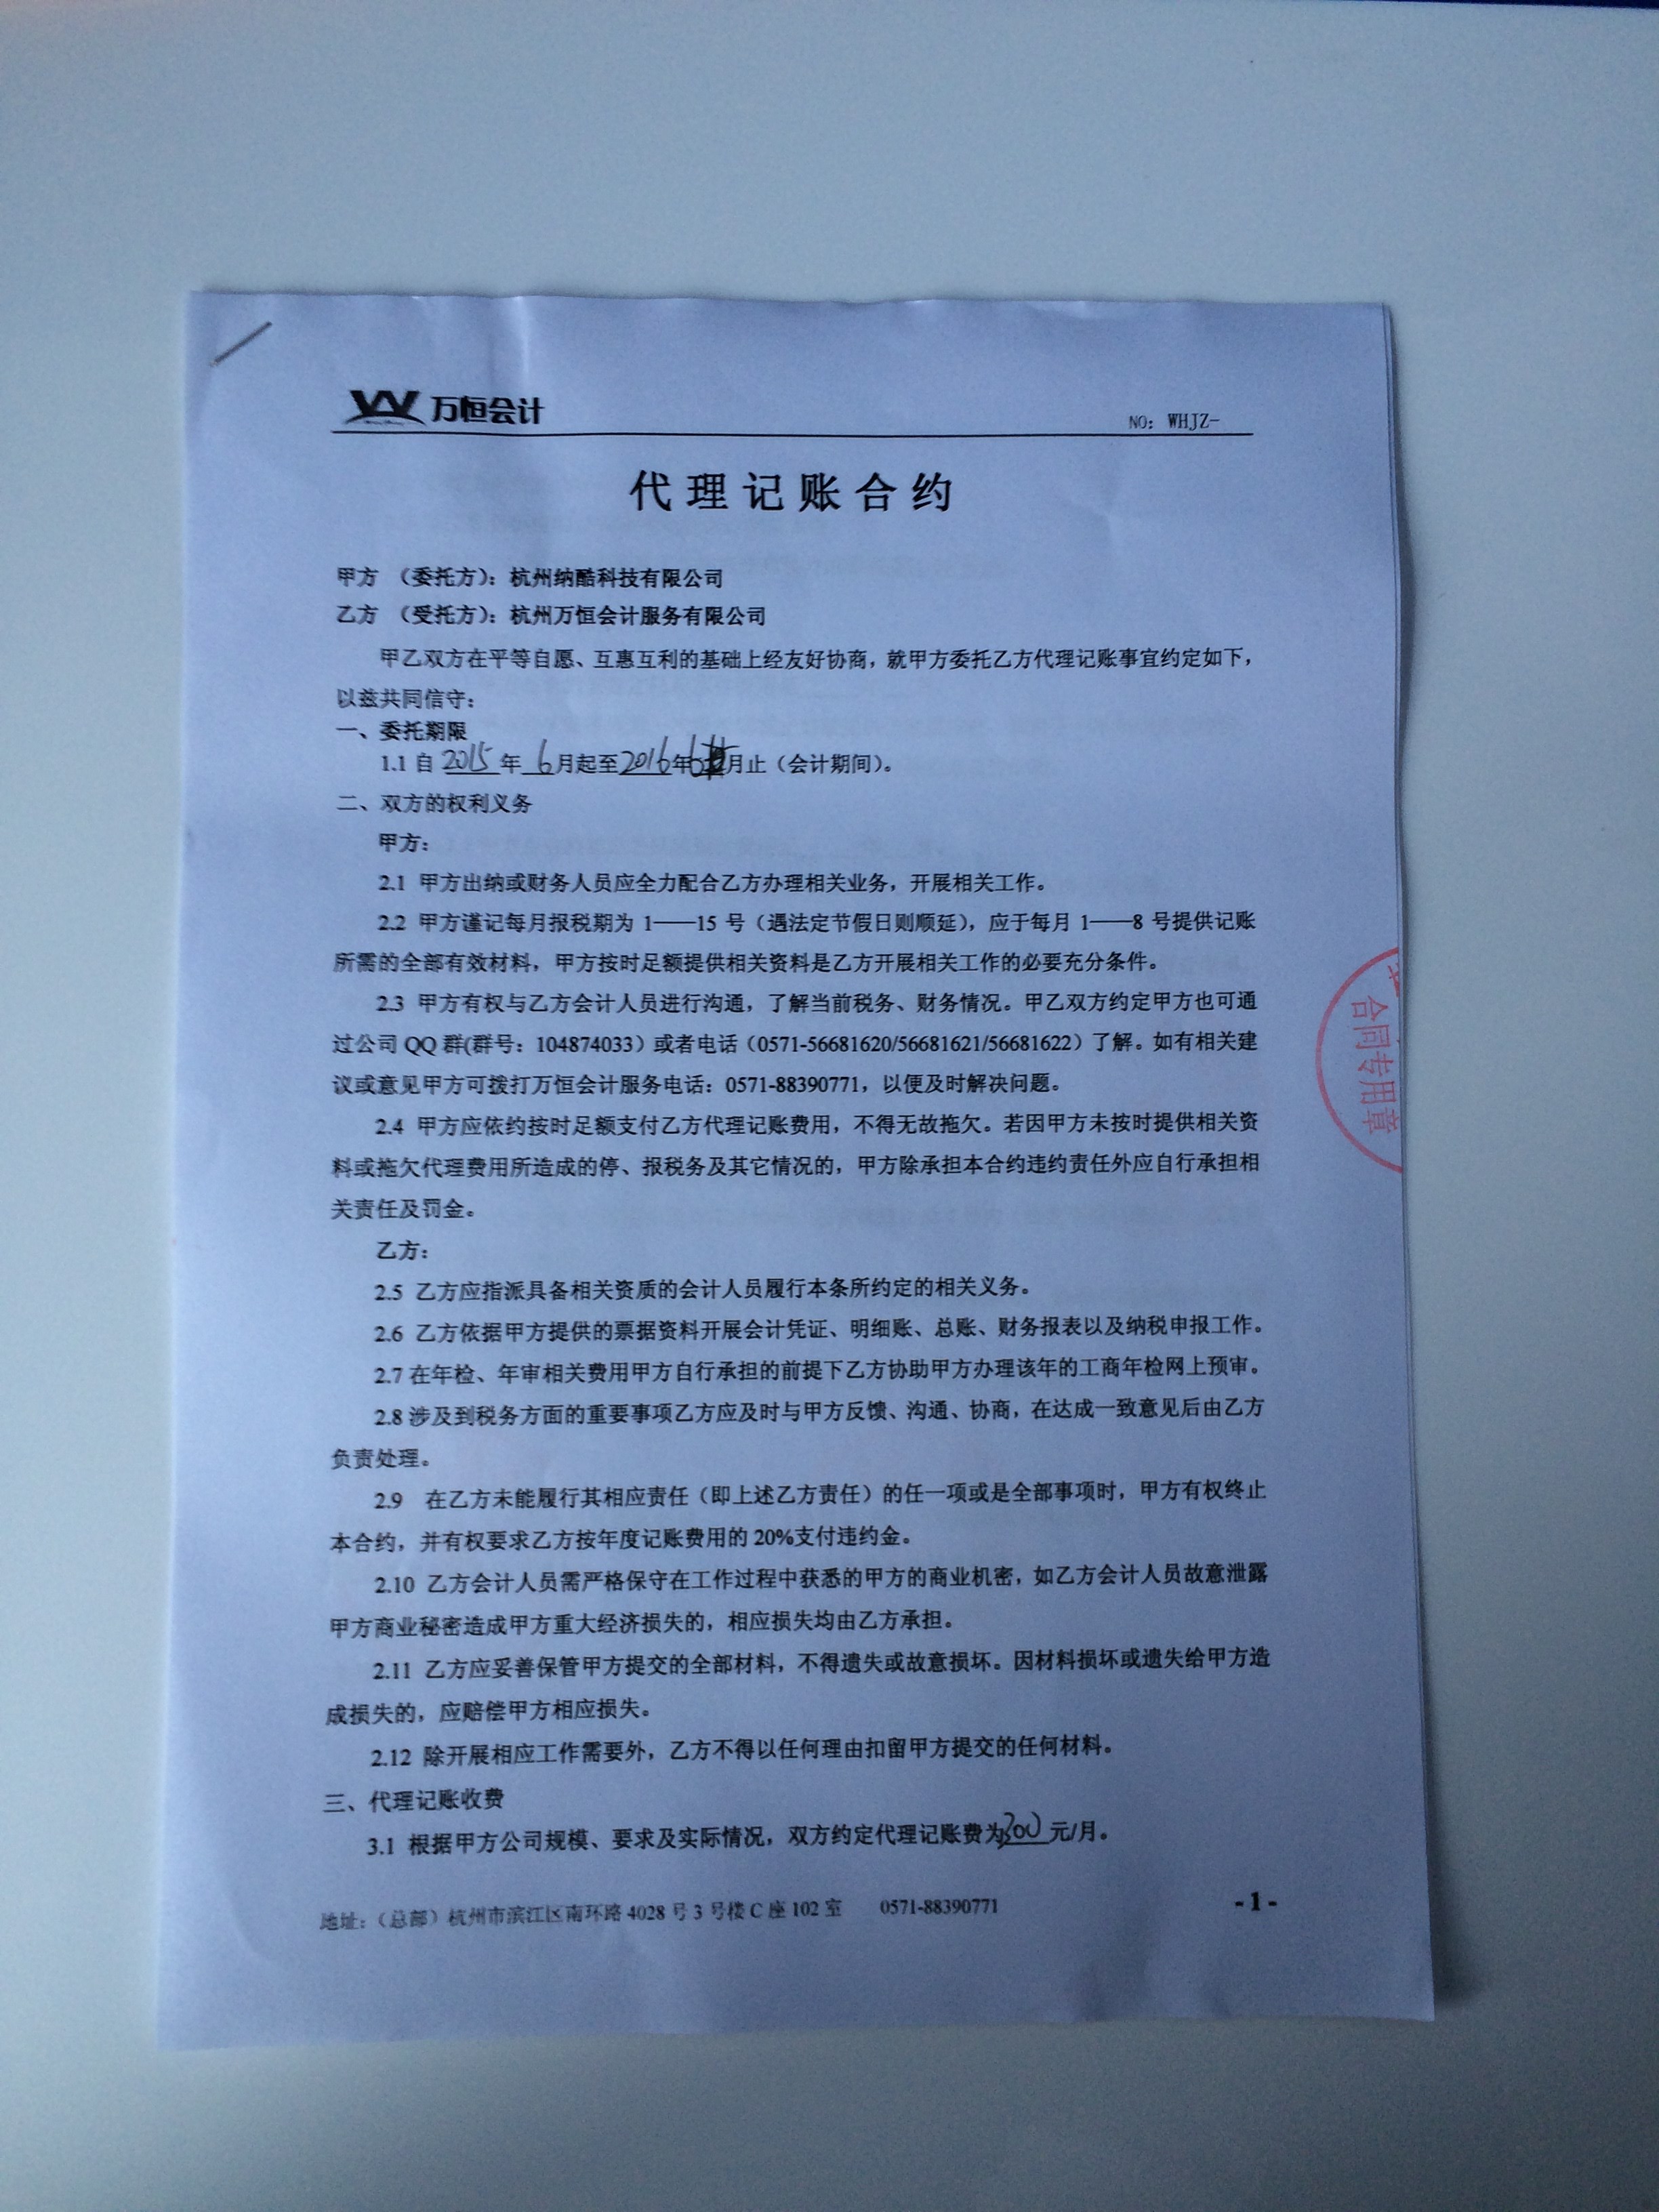 万恒会计
NO: WHJZ-
代理记账合约
甲方 （委托方）：杭州纳酷科技有限公司
乙方 （受托方）：杭州万恒会计服务有限公司
甲乙双方在平等自愿、互惠互利的基础上经友好协商，就甲方委托乙方代理记账事宜约定如下，
以兹共同信守：
一、委托期限
1.1 自 2015 年 6 月起至 2016 年 6 月止（会计期间）。
二、双方的权利义务
甲方：
2.1 甲方出纳或财务人员应全力配合乙方办理相关业务，开展相关工作。
2.2 甲方谨记每月报税期为 1——15 号（遇法定节假日则顺延），应于每月 1——8 号提供记账
所需的全部有效材料，甲方按时足额提供相关资料是乙方开展相关工作的必要充分条件。
2.3 甲方有权与乙方会计人员进行沟通，了解当前税务、财务情况。甲乙双方约定甲方也可通
过公司 QQ 群(群号：104874033）或者电话（0571-56681620/56681621/56681622）了解。如有相关建
议或意见甲方可拨打万恒会计服务电话：0571-88390771，以便及时解决问题。
2.4 甲方应依约按时足额支付乙方代理记账费用，不得无故拖欠。若因甲方未按时提供相关资
料或拖欠代理费用所造成的停、报税务及其它情况的，甲方除承担本合约违约责任外应自行承担相
关责任及罚金。
乙方：
2.5 乙方应指派具备相关资质的会计人员履行本条所约定的相关义务。
2.6 乙方依据甲方提供的票据资料开展会计凭证、明细账、总账、财务报表以及纳税申报工作。
2.7 在年检、年审相关费用甲方自行承担的前提下乙方协助甲方办理该年的工商年检网上预审。
2.8 涉及到税务方面的重要事项乙方应及时与甲方反馈、沟通、协商，在达成一致意见后由乙方
负责处理。
2.9 在乙方未能履行其相应责任（即上述乙方责任）的任一项或是全部事项时，甲方有权终止
本合约，并有权要求乙方按年度记账费用的 20%支付违约金。
2.10 乙方会计人员需严格保守在工作过程中获悉的甲方的商业机密，如乙方会计人员故意泄露
甲方商业秘密造成甲方重大经济损失的，相应损失均由乙方承担。
2.11 乙方应妥善保管甲方提交的全部材料，不得遗失或故意损坏。因材料损坏或遗失给甲方造
成损失的，应赔偿甲方相应损失。
2.12 除开展相应工作需要外，乙方不得以任何理由扣留甲方提交的任何材料。
三、代理记账收费
3.1 根据甲方公司规模、要求及实际情况，双方约定代理记账费为 300 元/月。
地址：（总部）杭州市滨江区南环路 4028 号 3 号楼 C 座 102 室 0571-88390771
-1-
合同专用章